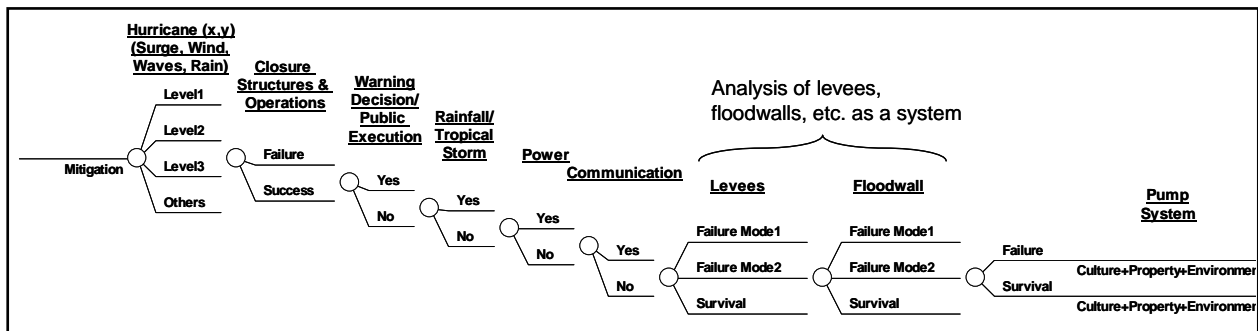 Hurricane (x,y)
(Surge, Wind,
Waves, Rain)
Closure
Structures &
Operations
Warning
Decision/
Public
Execution
Rainfall/
Tropical
Storm
Power
Communication
Analysis of levees,
floodwalls, etc. as a system
Levees
Floodwall
Pump
System
Mitigation
Level1
Level2
Level3
Others
Failure
Success
Yes
No
Yes
No
Yes
No
Yes
No
Failure Mode1
Failure Mode2
Survival
Failure Mode1
Failure Mode2
Survival
Failure
Culture+Property+Environmen
Survival
Culture+Property+Environmen